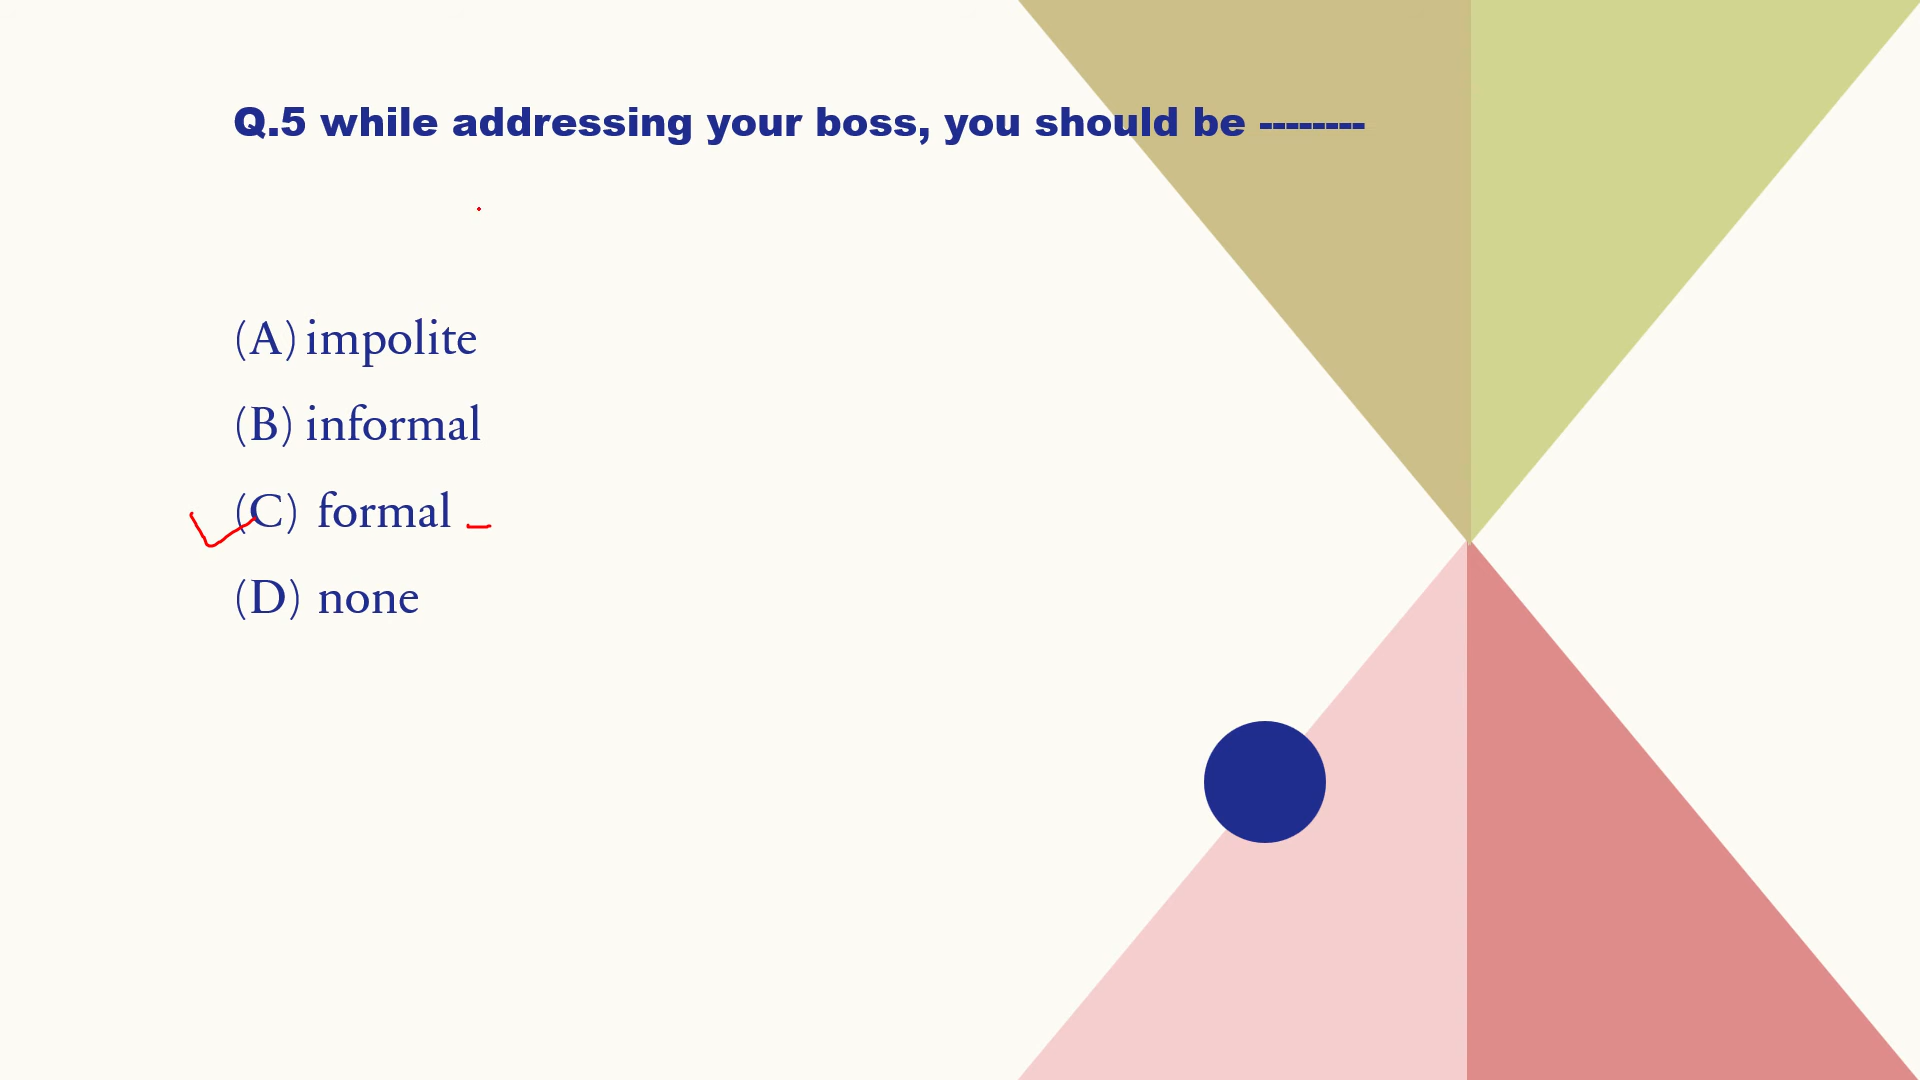 Q.5 while addressing your boss, you should be --------
(A) impolite
(B) informal
(C) formal
(D) none